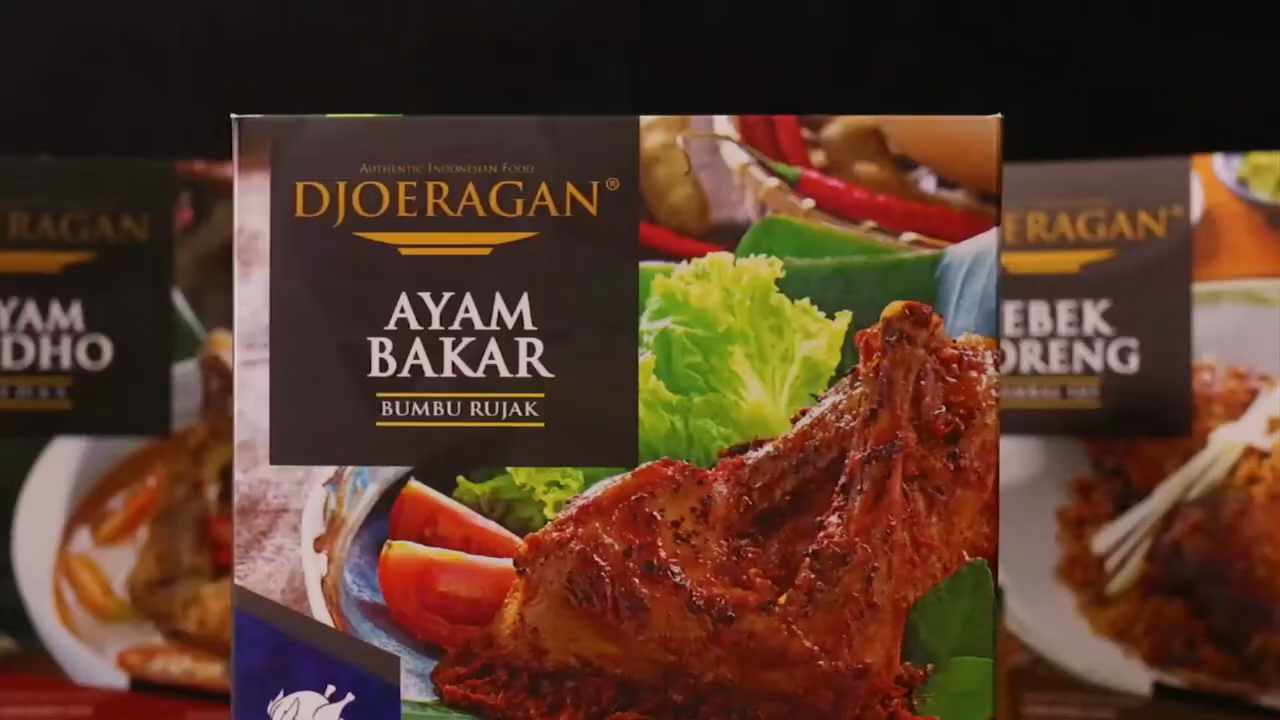 AUTHENTIC INDONESIAN FOOD
DJOERAGAN®
AYAM
BAKAR
BUMBU RUJAK
RAGAN
YAM
DHO
ERAGAN®
EBEK
ORENG